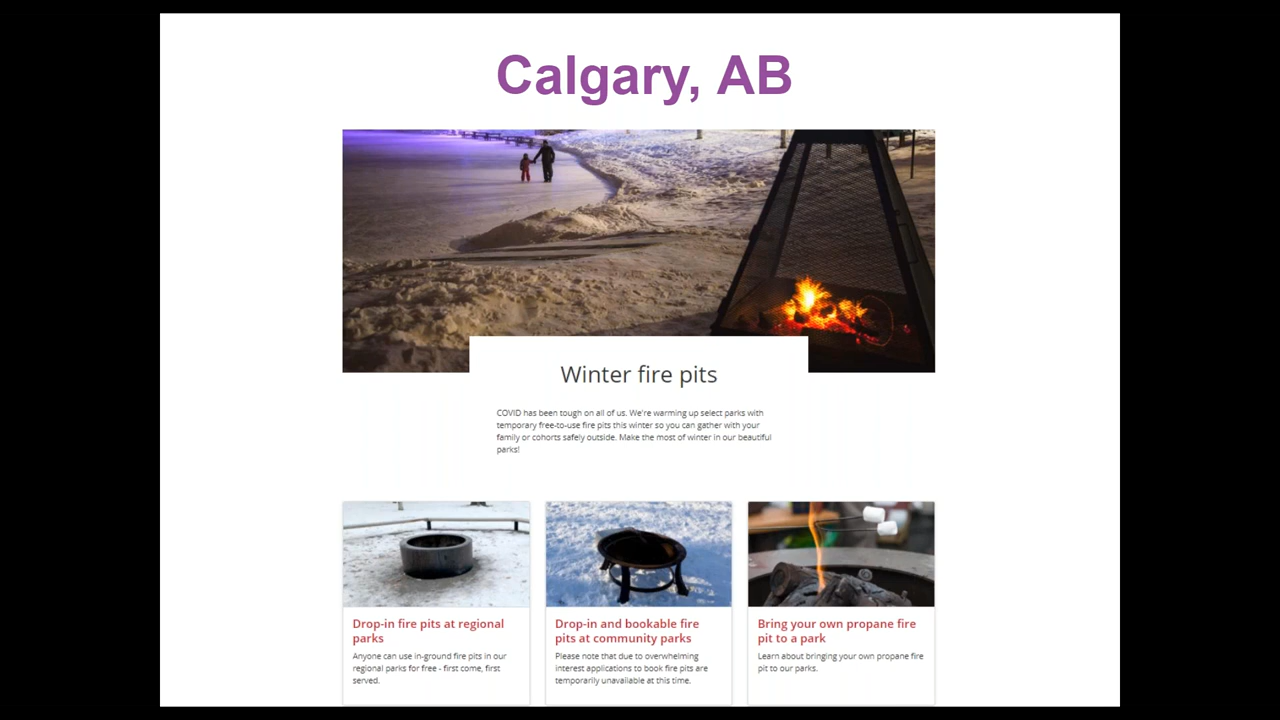 Calgary, AB
Winter fire pits
COVID has been tough on all of us. We're warming up select parks with
temporary free-to-use fire pits this winter so you can gather with your
family or cohorts safely outside. Make the most of winter in our beautiful
parks!
Drop-in fire pits at regional
parks
Anyone can use in-ground fire pits in our
regional parks for free - first come, first
served.
Drop-in and bookable fire
pits at community parks
Please note that due to overwhelming
interest applications to book fire pits are
temporarily unavailable at this time.
Bring your own propane fire
pit to a park
Learn about bringing your own propane fire
pit to our parks.